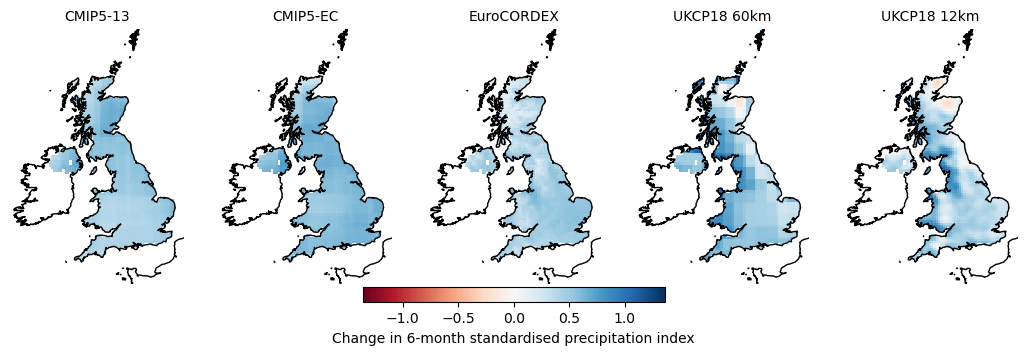 CMIP5-13 CMIP5-EC EuroCORDEX UKCP18 60km UKCP18 12km
−1.0 −0.5 0.0 0.5 1.0
Change in 6-month standardised precipitation index